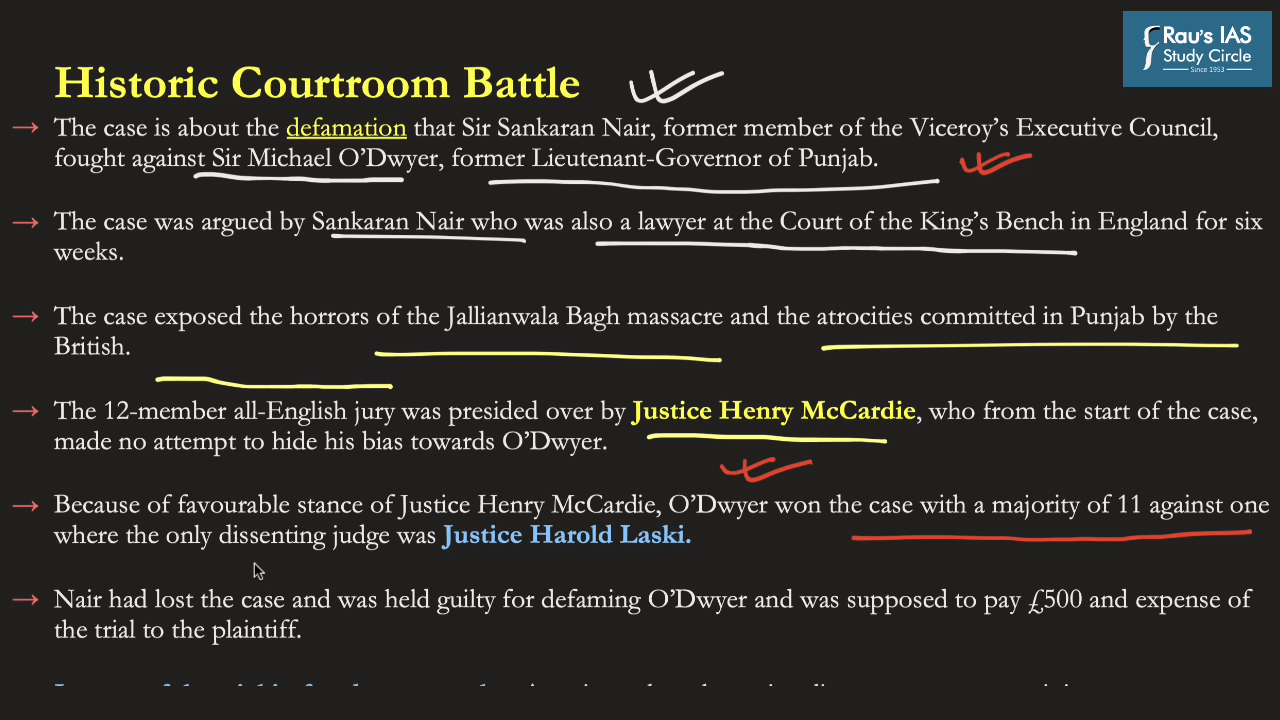 Rau's IAS
Study Circle
Since 1953
Historic Courtroom Battle
→ The case is about the defamation that Sir Sankaran Nair, former member of the Viceroy's Executive Council,
fought against Sir Michael O'Dwyer, former Lieutenant-Governor of Punjab.
→ The case was argued by Sankaran Nair who was also a lawyer at the Court of the King's Bench in England for six
weeks.
→ The case exposed the horrors of the Jallianwala Bagh massacre and the atrocities committed in Punjab by the
British.
→ The 12-member all-English jury was presided over by Justice Henry McCardie, who from the start of the case,
made no attempt to hide his bias towards O'Dwyer.
→ Because of favourable stance of Justice Henry McCardie, O'Dwyer won the case with a majority of 11 against one
where the only dissenting judge was Justice Harold Laski.
→ Nair had lost the case and was held guilty for defaming O'Dwyer and was supposed to pay £500 and expense of
the trial to the plaintiff.